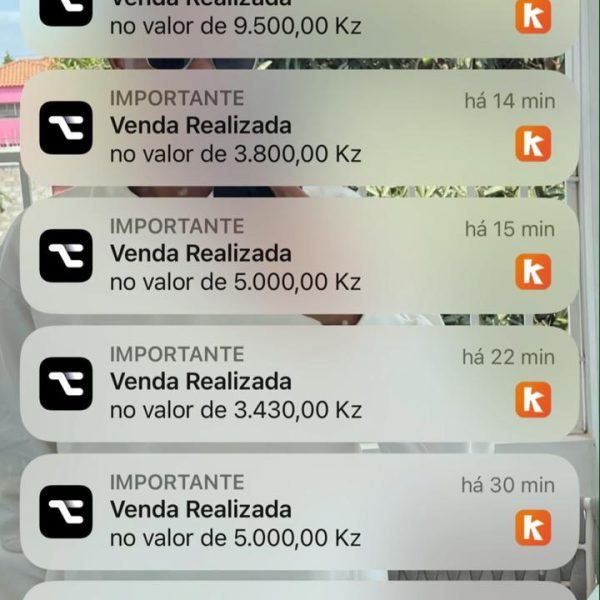 Venda Realizada
no valor de 9.500,00 Kz
IMPORTANTE
há 14 min
Venda Realizada
no valor de 3.800,00 Kz
IMPORTANTE
há 15 min
Venda Realizada
no valor de 5.000,00 Kz
IMPORTANTE
há 22 min
Venda Realizada
no valor de 3.430,00 Kz
IMPORTANTE
há 30 min
Venda Realizada
no valor de 5.000,00 Kz